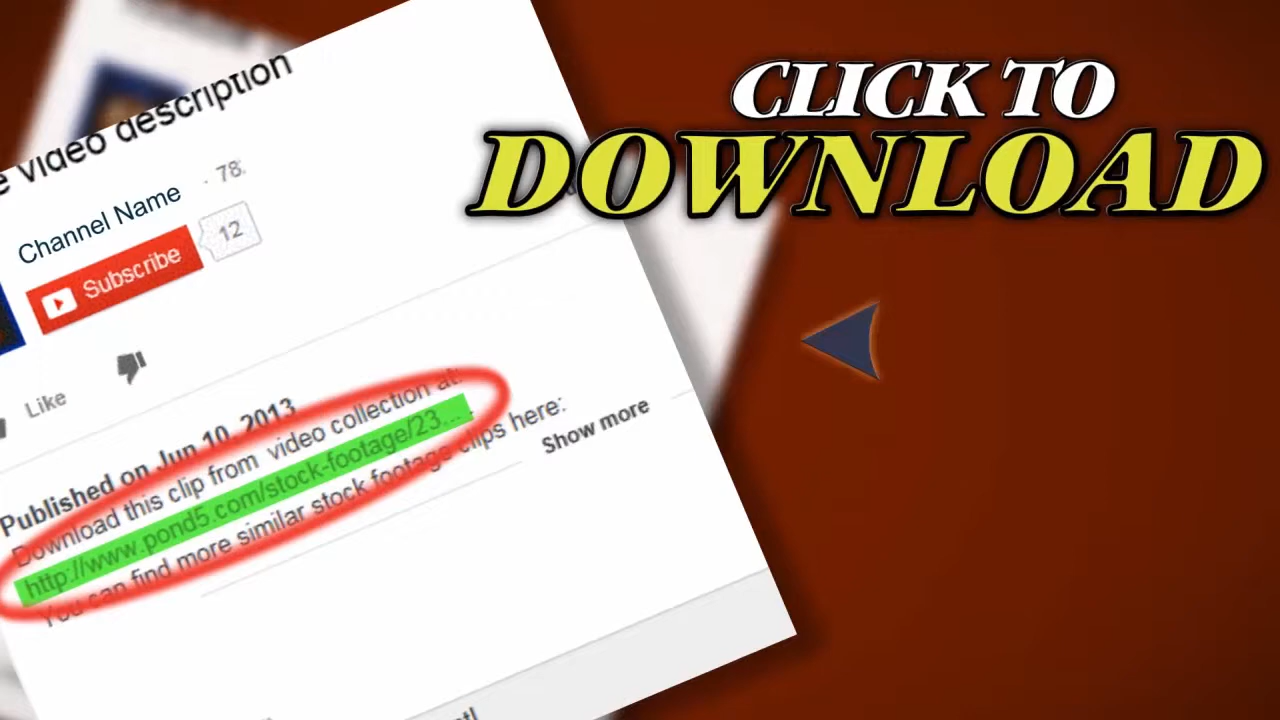 CLICK TO
DOWNLOAD
video description
Channel Name
Subscribe
12
Like
Published on Jun 10, 2013
Download this clip from video collection at:
http://www.pond5.com/stock-footage/23...
You can find more similar stock footage clips here:
Show more